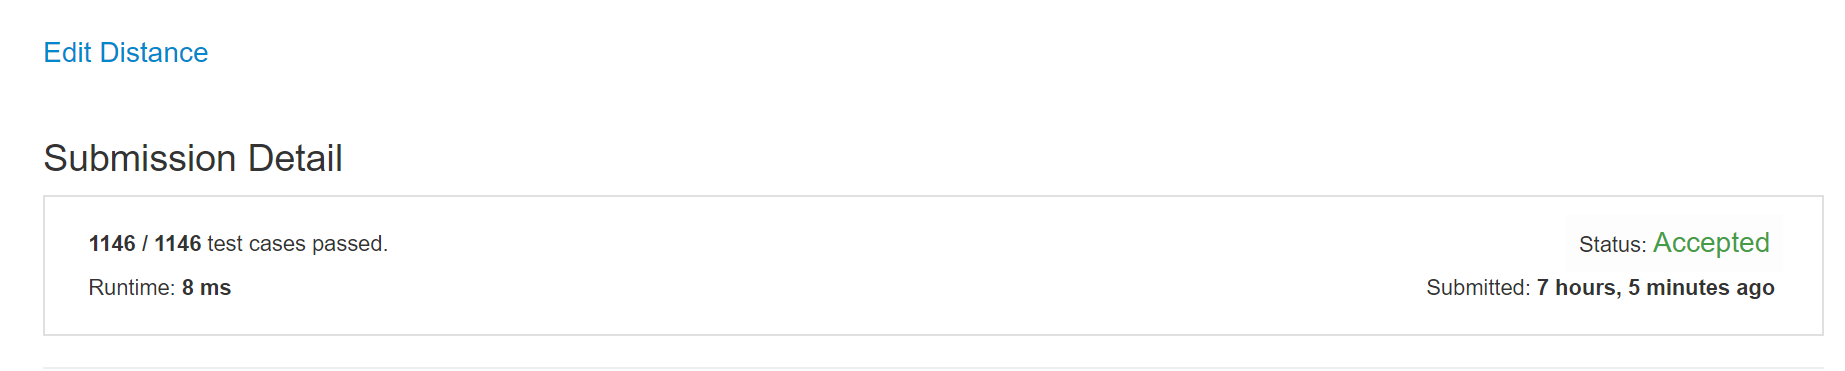 Edit Distance
Submission Detail
1146 / 1146 test cases passed.
Status: Accepted
Runtime: 8 ms
Submitted: 7 hours, 5 minutes ago